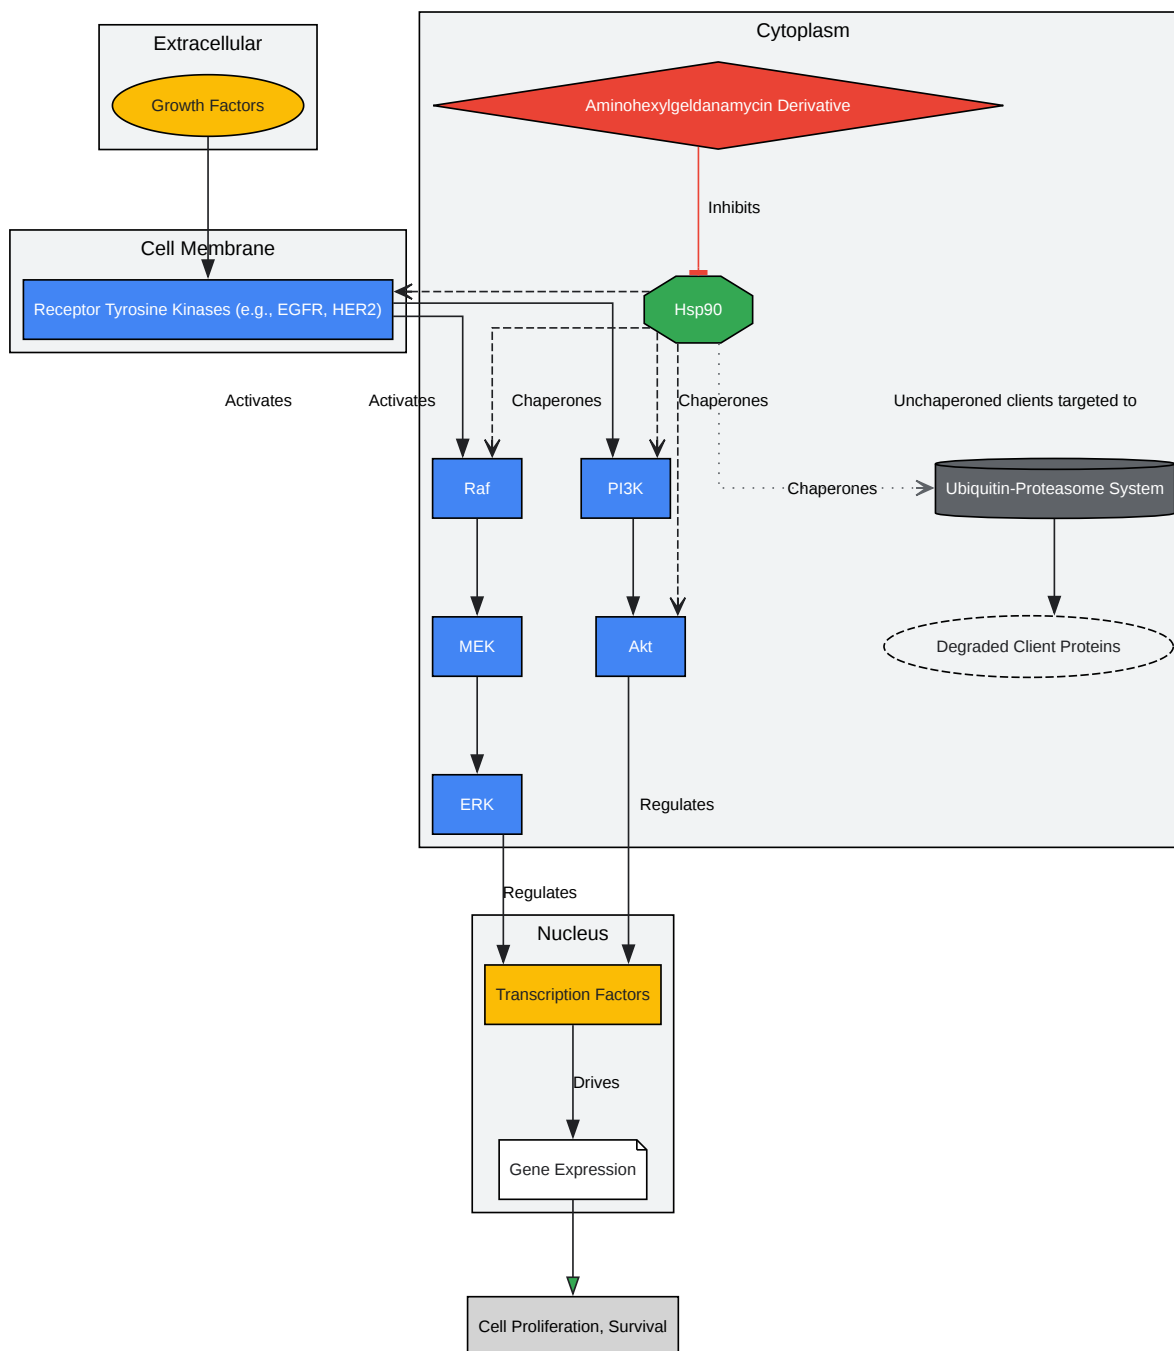 Extracellular
Growth Factors
Cytoplasm
Aminohexylgeldanamycin Derivative
Inhibits
Cell Membrane
Receptor Tyrosine Kinases (e.g., EGFR, HER2)
Hsp90
Activates
Activates
Chaperones
Chaperones
Unchaperoned clients targeted to
Raf
PI3K
Chaperones
Ubiquitin-Proteasome System
MEK
Akt
Degraded Client Proteins
ERK
Regulates
Regulates
Nucleus
Transcription Factors
Drives
Gene Expression
Cell Proliferation, Survival